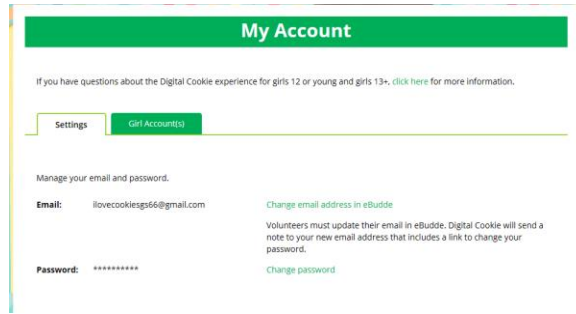 My Account
If you have questions about the Digital Cookie experience for girls 12 or young and girls 13+, click here for more information.
Settings
Girl Account(s)
Manage your email and password.
Email: ilovecookiesgs66@gmail.com Change email address in eBudde
Volunteers must update their email in eBudde. Digital Cookie will send a
note to your new email address that includes a link to change your
password.
Password: ********** Change password